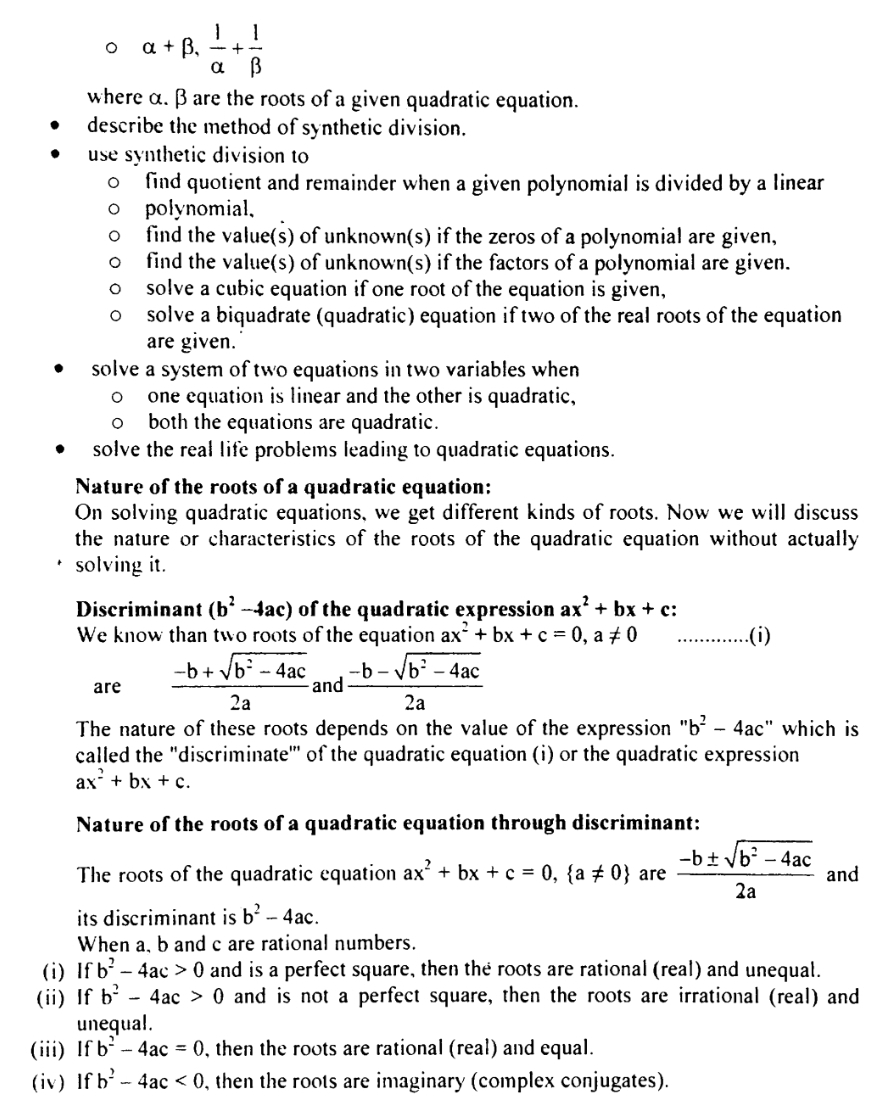 ○ α + β, 1/α + 1/β
where α. β are the roots of a given quadratic equation.
• describe the method of synthetic division.
• use synthetic division to
○ find quotient and remainder when a given polynomial is divided by a linear
○ polynomial,
○ find the value(s) of unknown(s) if the zeros of a polynomial are given,
○ find the value(s) of unknown(s) if the factors of a polynomial are given.
○ solve a cubic equation if one root of the equation is given,
○ solve a biquadrate (quadratic) equation if two of the real roots of the equation
are given.
• solve a system of two equations in two variables when
○ one equation is linear and the other is quadratic,
○ both the equations are quadratic.
• solve the real life problems leading to quadratic equations.
Nature of the roots of a quadratic equation:
On solving quadratic equations, we get different kinds of roots. Now we will discuss
the nature or characteristics of the roots of the quadratic equation without actually
solving it.
Discriminant (b² –4ac) of the quadratic expression ax² + bx + c:
We know than two roots of the equation ax² + bx + c = 0, a ≠ 0 .............(i)
are (–b + √(b² – 4ac))/2a and (–b – √(b² – 4ac))/2a
The nature of these roots depends on the value of the expression "b² – 4ac" which is
called the "discriminate'" of the quadratic equation (i) or the quadratic expression
ax² + bx + c.
Nature of the roots of a quadratic equation through discriminant:
The roots of the quadratic equation ax² + bx + c = 0, {a ≠ 0} are (–b ± √(b² – 4ac))/2a and
its discriminant is b² – 4ac.
When a, b and c are rational numbers.
(i) If b² – 4ac > 0 and is a perfect square, then the roots are rational (real) and unequal.
(ii) If b² – 4ac > 0 and is not a perfect square, then the roots are irrational (real) and
unequal.
(iii) If b² – 4ac = 0, then the roots are rational (real) and equal.
(iv) If b² – 4ac < 0, then the roots are imaginary (complex conjugates).